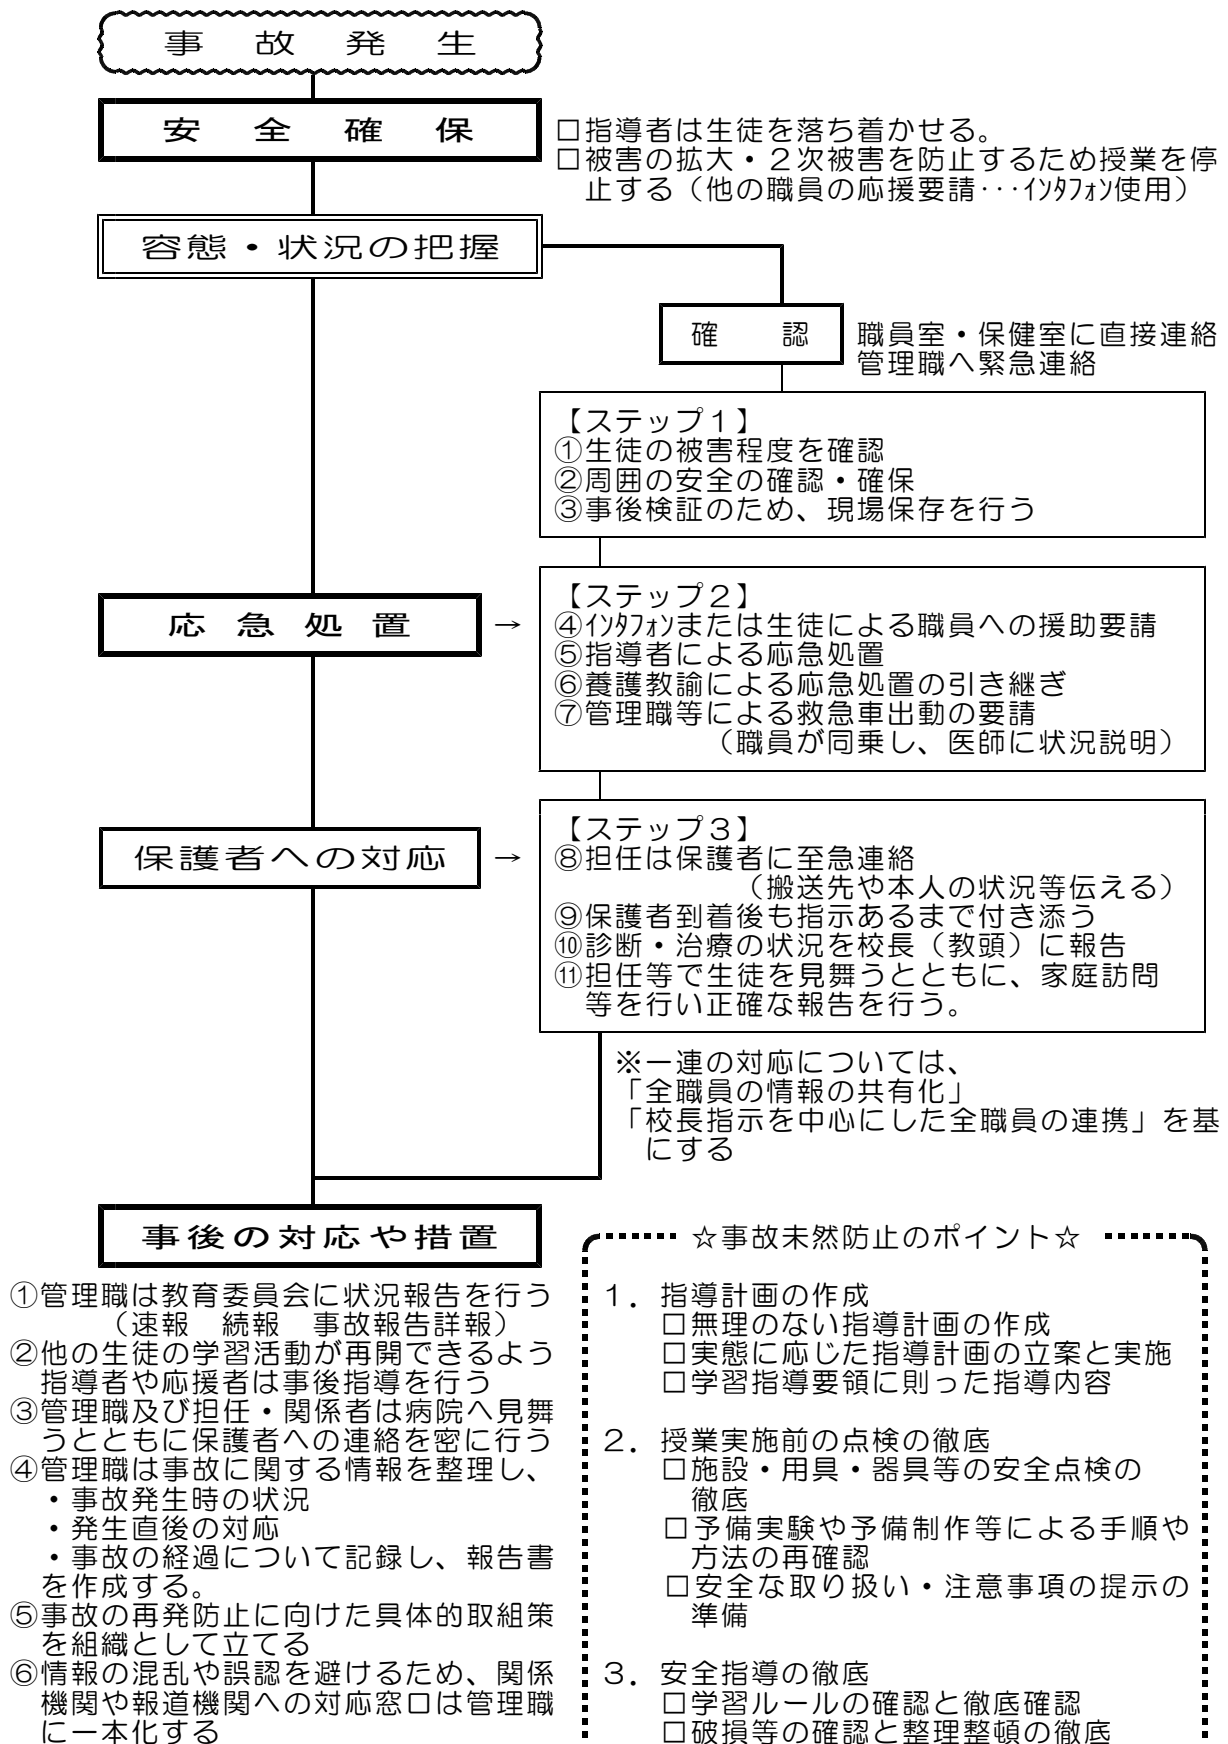 事 故 発 生
安 全 確 保
□指導者は生徒を落ち着かせる。
□被害の拡大・２次被害を防止するため授業を停
止する（他の職員の応援要請･･･ｲﾝﾀﾌｫﾝ使用）
容態・状況の把握
確 認
職員室・保健室に直接連絡
管理職へ緊急連絡
【ステップ１】
①生徒の被害程度を確認
②周囲の安全の確認・確保
③事後検証のため、現場保存を行う
応 急 処 置 →
【ステップ２】
④ｲﾝﾀﾌｫﾝまたは生徒による職員への援助要請
⑤指導者による応急処置
⑥養護教諭による応急処置の引き継ぎ
⑦管理職等による救急車出動の要請
（職員が同乗し、医師に状況説明）
保護者への対応 →
【ステップ３】
⑧担任は保護者に至急連絡
（搬送先や本人の状況等伝える）
⑨保護者到着後も指示あるまで付き添う
⑩診断・治療の状況を校長（教頭）に報告
⑪担任等で生徒を見舞うとともに、家庭訪問
等を行い正確な報告を行う。
※一連の対応については、
「全職員の情報の共有化」
「校長指示を中心にした全職員の連携」を基
にする
事後の対応や措置
①管理職は教育委員会に状況報告を行う
（速報　続報　事故報告詳報）
②他の生徒の学習活動が再開できるよう
指導者や応援者は事後指導を行う
③管理職及び担任・関係者は病院へ見舞
うとともに保護者への連絡を密に行う
④管理職は事故に関する情報を整理し、
・事故発生時の状況
・発生直後の対応
・事故の経過について記録し、報告書
を作成する。
⑤事故の再発防止に向けた具体的取組策
を組織として立てる
⑥情報の混乱や誤認を避けるため、関係
機関や報道機関への対応窓口は管理職
に一本化する
☆事故未然防止のポイント☆
１．指導計画の作成
□無理のない指導計画の作成
□実態に応じた指導計画の立案と実施
□学習指導要領に則った指導内容
２．授業実施前の点検の徹底
□施設・用具・器具等の安全点検の
徹底
□予備実験や予備制作等による手順や
方法の再確認
□安全な取り扱い・注意事項の提示の
準備
３．安全指導の徹底
□学習ルールの確認と徹底確認
□破損等の確認と整理整頓の徹底